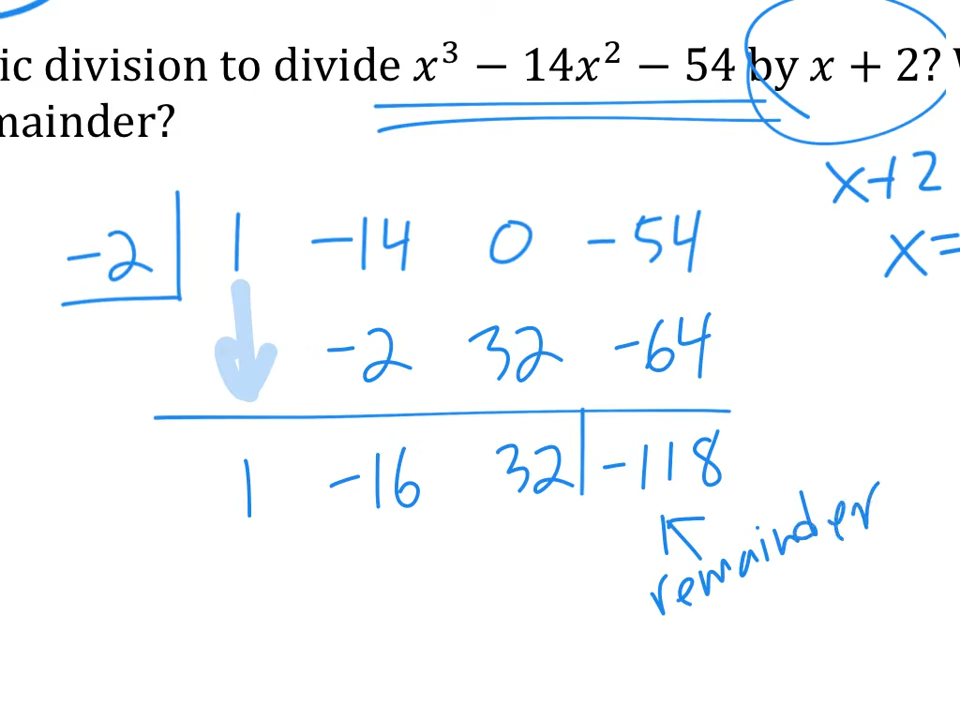 ic division to divide x³ − 14x² − 54 by x + 2?
mainder?
x+2
x=
-2 | 1 -14 0 -54
-2 32 -64
1 -16 32 | -118
remainder